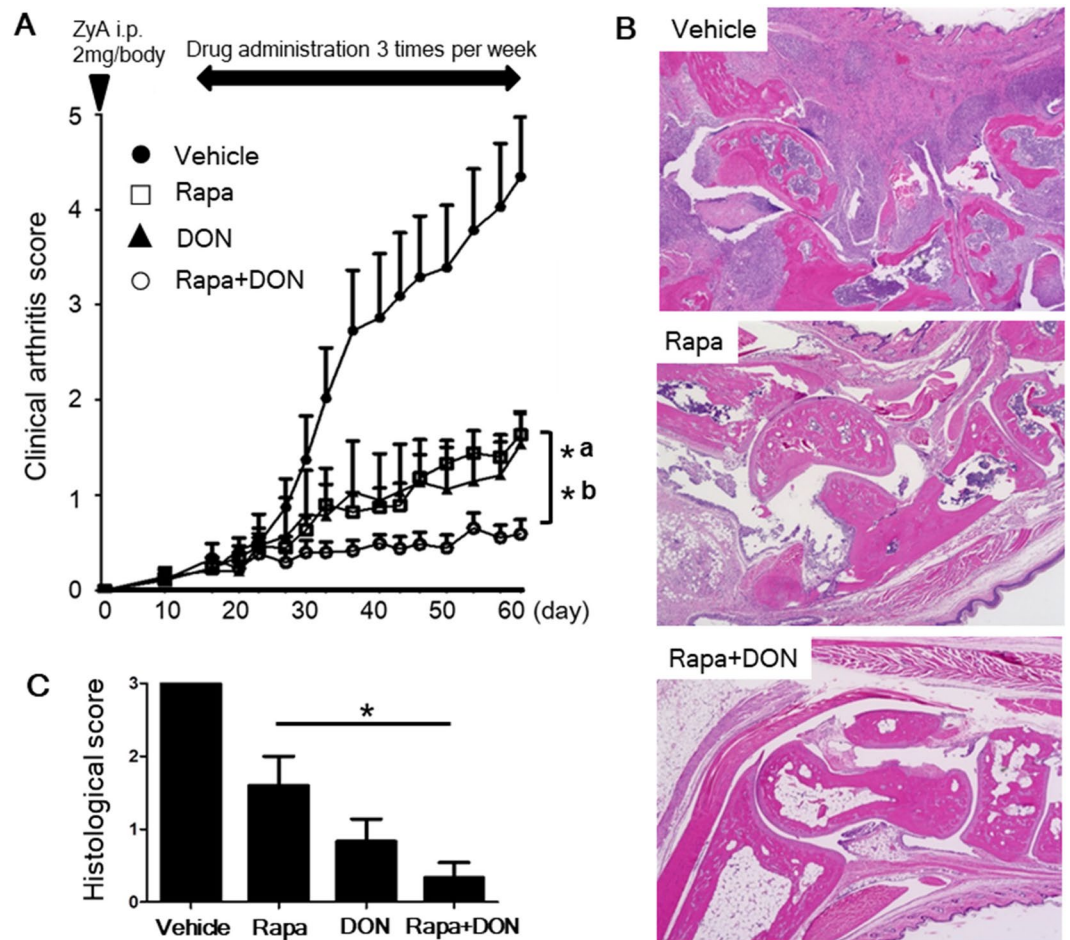 A
ZyA i.p.
2mg/body
Drug administration 3 times per week
Clinical arthritis score
5
4
3
2
1
0
Vehicle
Rapa
DON
Rapa+DON
* a
* b
0 10 20 30 40 50 60 (day)
B
Vehicle
Rapa
Rapa+DON
C
Histological score
3
2
1
0
*
Vehicle Rapa DON Rapa+DON